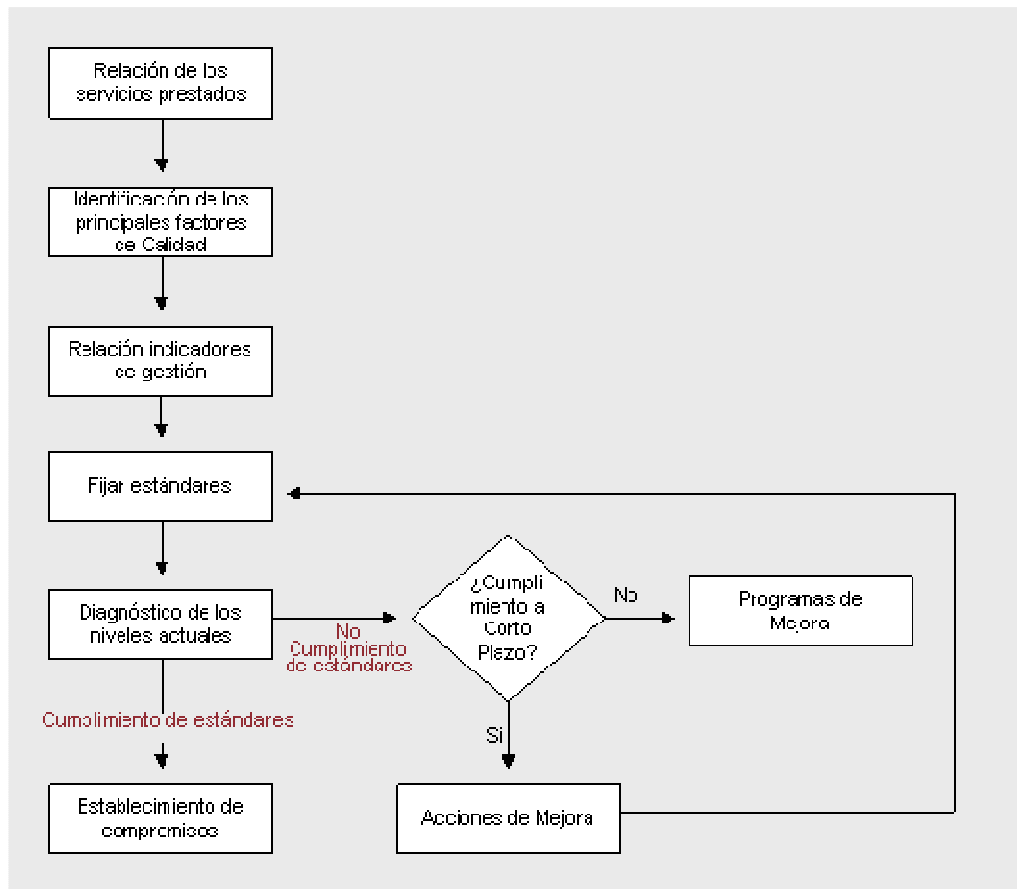 Relación de los
servicios prestados
Identificación de los
principales factores
de Calidad
Relación indicadores
de gestión
Fijar estándares
Diagnóstico de los
niveles actuales
No
Cumplimiento
de estándares
¿Cumpli
miento a
Corto
Plazo?
No
Programas de
Mejora
Cumplimiento de estándares
Si
Establecimiento de
compromisos
Acciones de Mejora